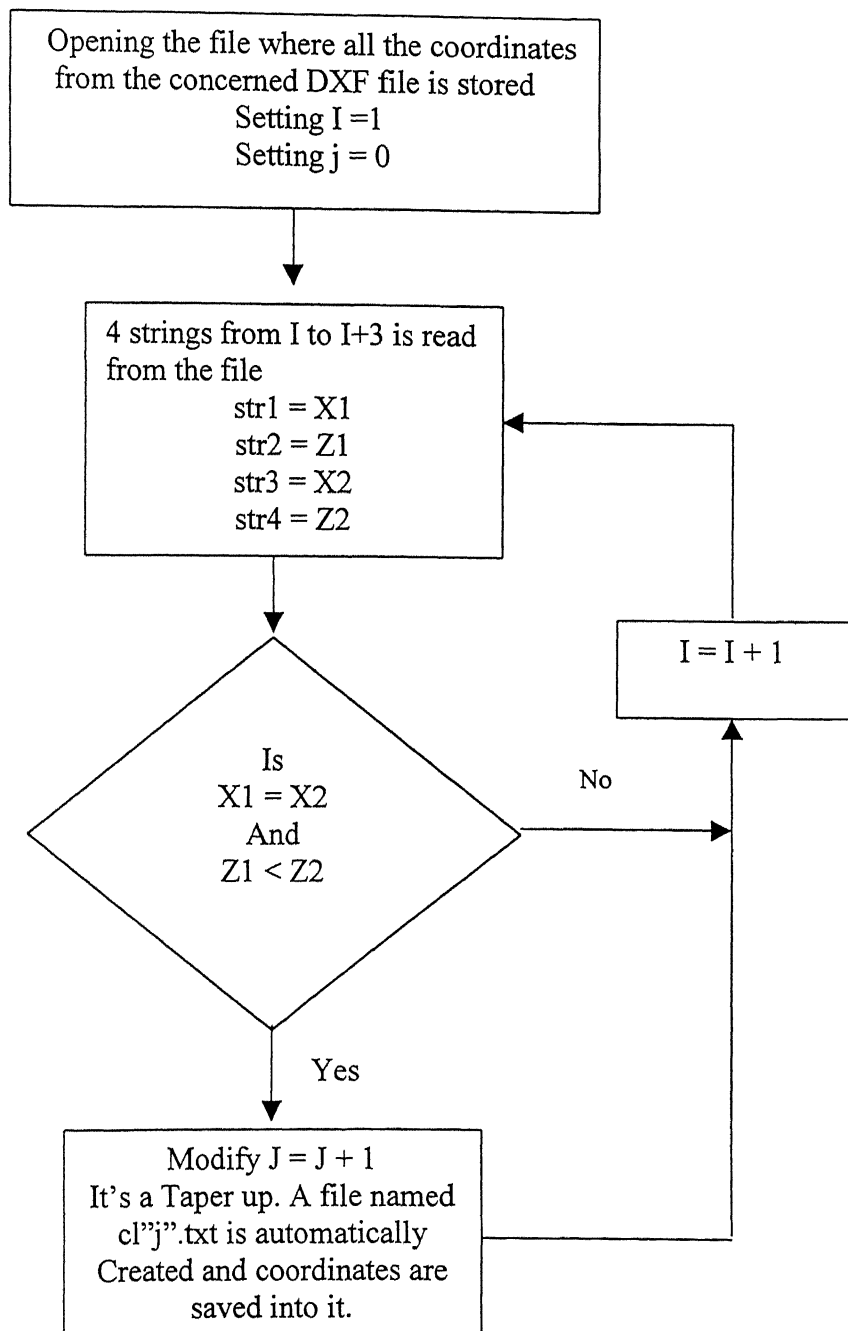 Opening the file where all the coordinates
from the concerned DXF file is stored
Setting I =1
Setting j = 0
4 strings from I to I+3 is read
from the file
str1 = X1
str2 = Z1
str3 = X2
str4 = Z2
I = I + 1
Is
X1 = X2
And
Z1 < Z2
No
Yes
Modify J = J + 1
It's a Taper up. A file named
cl"j".txt is automatically
Created and coordinates are
saved into it.